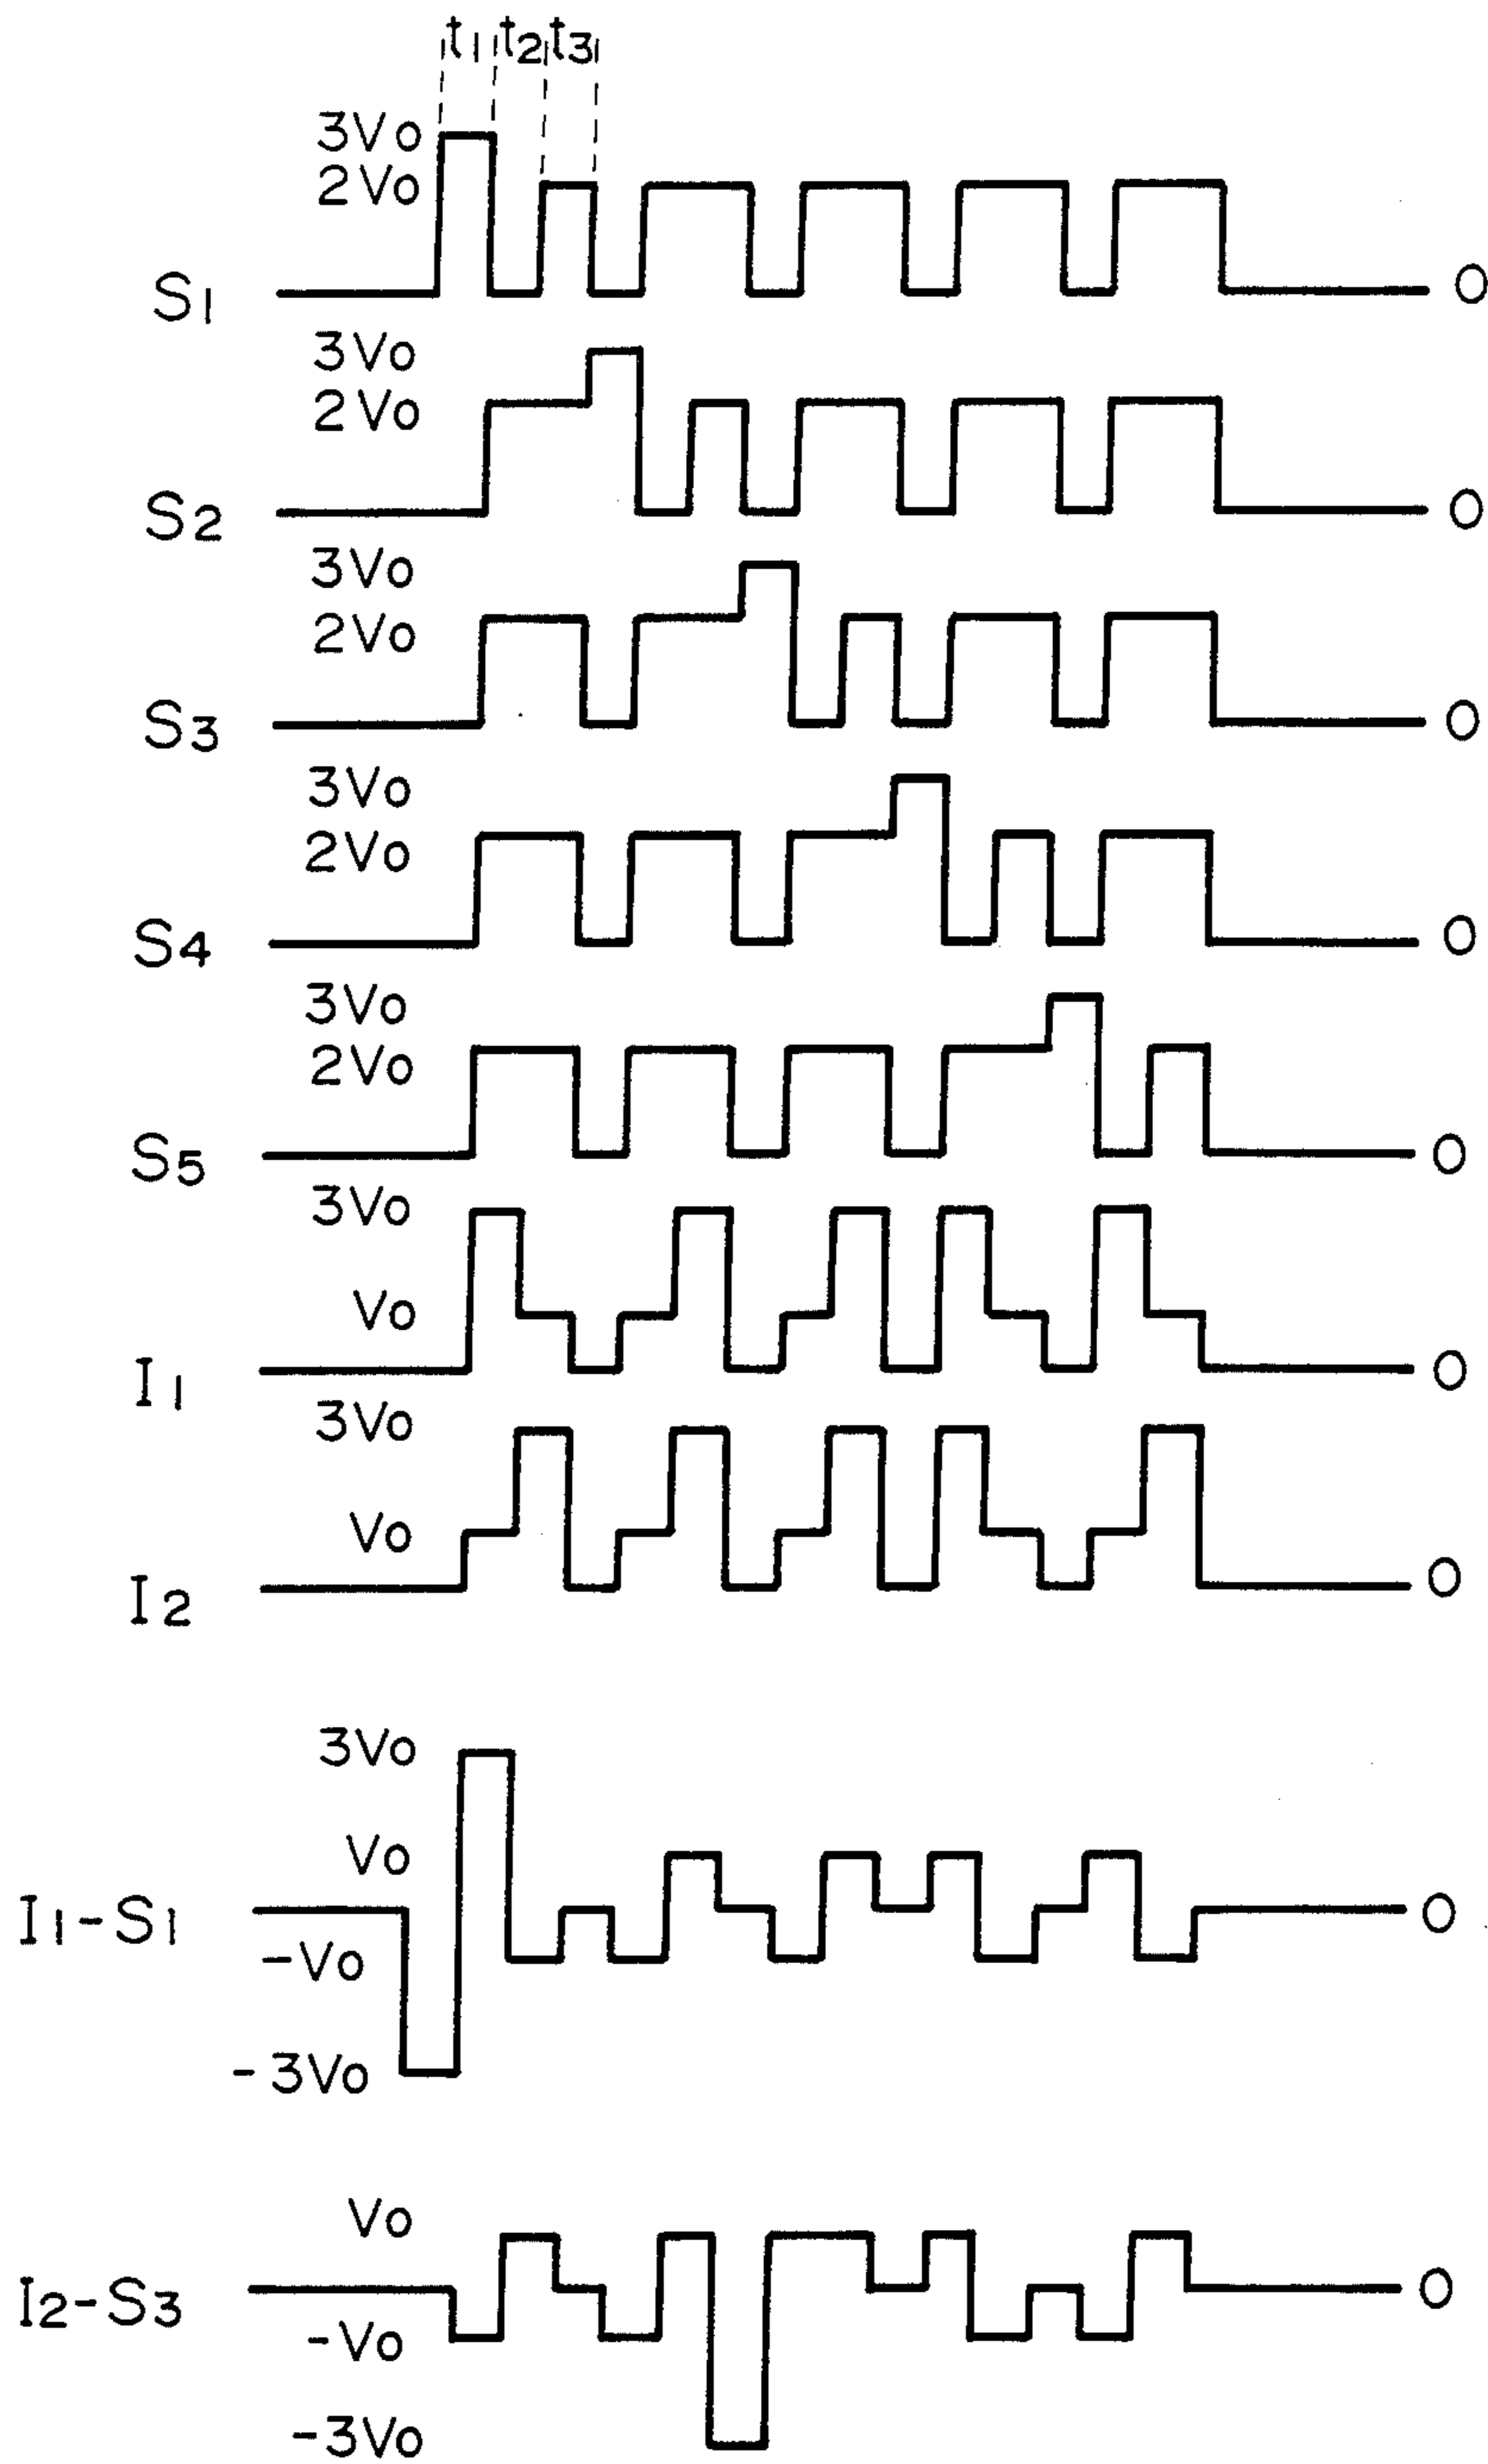 t1 t2 t3
3Vo
2Vo
S1 0
3Vo
2Vo
S2 0
3Vo
2Vo
S3 0
3Vo
2Vo
S4 0
3Vo
2Vo
S5 0
3Vo
Vo
I1 0
3Vo
Vo
I2 0
3Vo
Vo
I1-S1 0
-Vo
-3Vo
Vo
I2-S3 0
-Vo
-3Vo